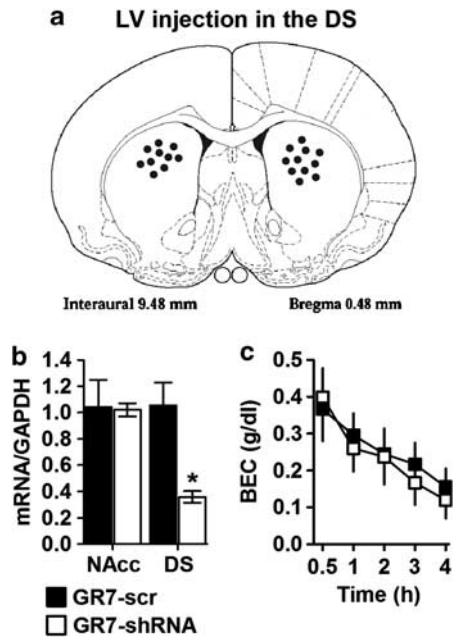 a LV injection in the DS
Interaural 9.48 mm Bregma 0.48 mm
b
mRNA/GAPDH
1.4
1.2
1.0
0.8
0.6
0.4
0.2
0.0
*
NAcc DS
GR7-scr
GR7-shRNA
c
BEC (g/dl)
0.5
0.4
0.3
0.2
0.1
0.0
0.5 1 2 3 4
Time (h)